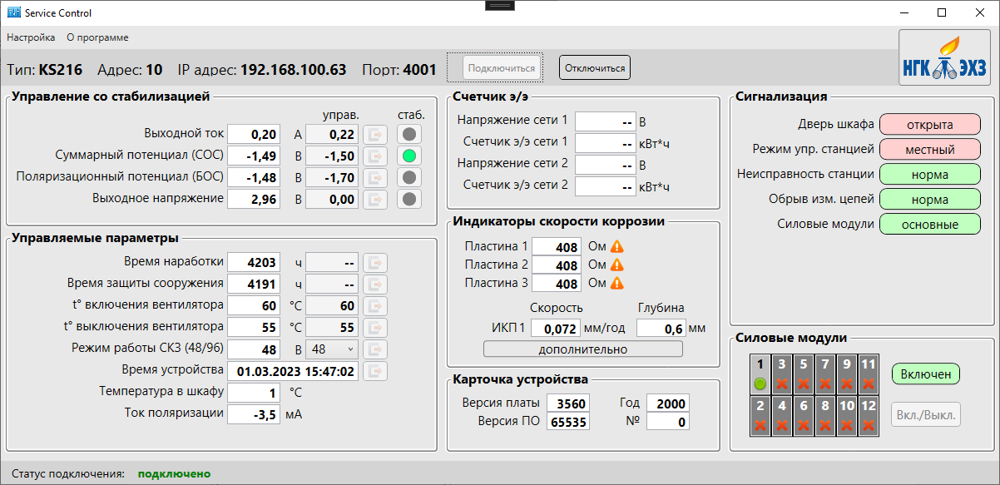 Service Control
Настройка О программе
Тип: KS216 Адрес: 10 IP адрес: 192.168.100.63 Порт: 4001 Подключиться Отключиться
НГК ЭХЗ
Управление со стабилизацией
управ. стаб.
Выходной ток 0,20 А 0,22
Суммарный потенциал (СОС) -1,49 В -1,50
Поляризационный потенциал (БОС) -1,48 В -1,70
Выходное напряжение 2,96 В 0,00
Управляемые параметры
Время наработки 4203 ч --
Время защиты сооружения 4191 ч --
t° включения вентилятора 60 °C 60
t° выключения вентилятора 55 °C 55
Режим работы СКЗ (48/96) 48 В 48
Время устройства 01.03.2023 15:47:02
Температура в шкафу 1 °C
Ток поляризации -3,5 мА
Счетчик э/э
Напряжение сети 1 -- В
Счетчик э/э сети 1 -- кВт*ч
Напряжение сети 2 -- В
Счетчик э/э сети 2 -- кВт*ч
Индикаторы скорости коррозии
Пластина 1 408 Ом
Пластина 2 408 Ом
Пластина 3 408 Ом
Скорость Глубина
ИКП 1 0,072 мм/год 0,6 мм
дополнительно
Карточка устройства
Версия платы 3560 Год 2000
Версия ПО 65535 № 0
Сигнализация
Дверь шкафа открыта
Режим упр. станцией местный
Неисправность станции норма
Обрыв изм. цепей норма
Силовые модули основные
Силовые модули
1 3 5 7 9 11
Включен
2 4 6 8 10 12
Вкл./Выкл.
Статус подключения: подключено